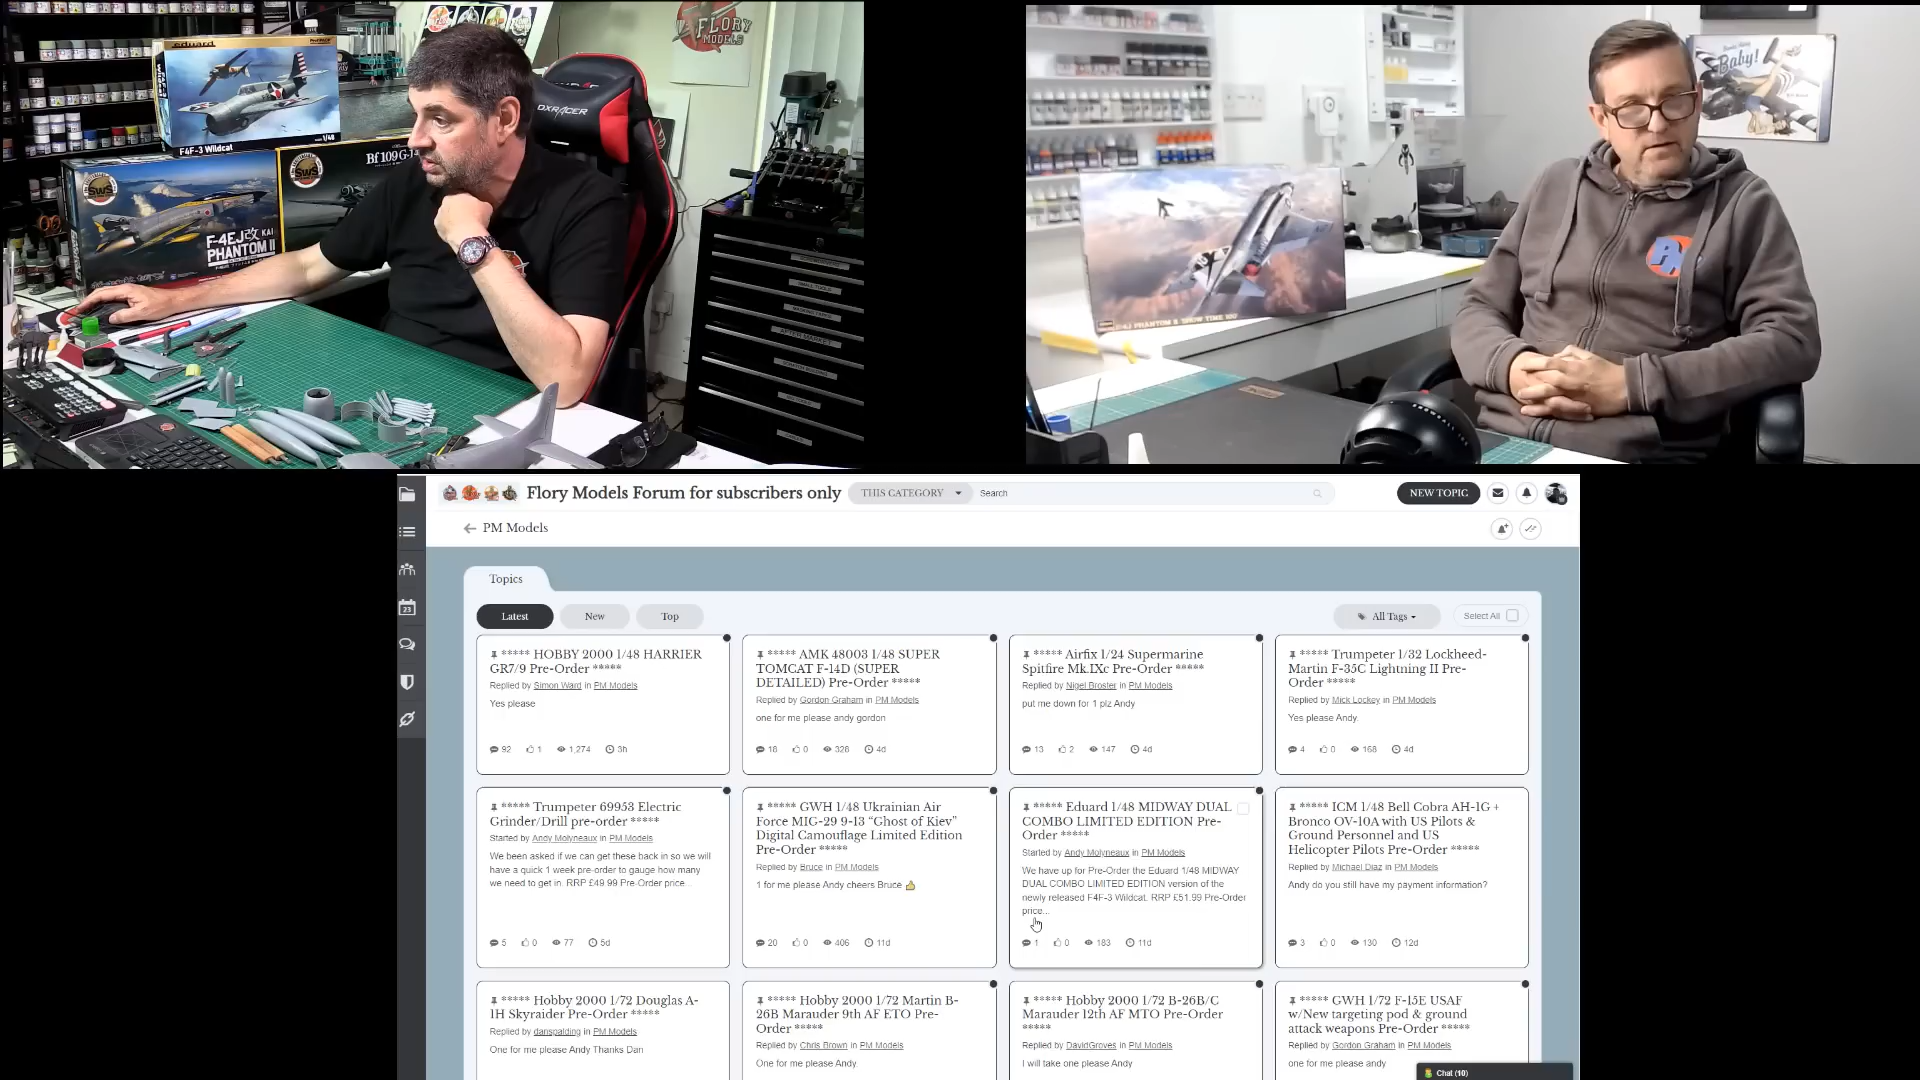 eduard
F4F-3 Wildcat
1/48
SWS
SWS
Bf 109 G-
F-4EJ改 KAI
PHANTOM II
FLORY
MODELS
DXRACER
AFTER MARKET
Baby!
Flory Models Forum for subscribers only
THIS CATEGORY
Search
NEW TOPIC
PM Models
23
Topics
Latest
New
Top
All Tags
Select All
***** HOBBY 2000 1/48 HARRIER
GR7/9 Pre-Order *****
Replied by Simon Ward in PM Models
Yes please
92 1 1,274 3h
***** AMK 48003 1/48 SUPER
TOMCAT F-14D (SUPER
DETAILED) Pre-Order *****
Replied by Gordon Graham in PM Models
one for me please andy gordon
18 0 328 4d
***** Airfix 1/24 Supermarine
Spitfire Mk.IXc Pre-Order *****
Replied by Nigel Broster in PM Models
put me down for 1 plz Andy
13 2 147 4d
***** Trumpeter 1/32 Lockheed-
Martin F-35C Lightning II Pre-
Order *****
Replied by Mick Lockey in PM Models
Yes please Andy.
4 0 168 4d
***** Trumpeter 69953 Electric
Grinder/Drill pre-order *****
Started by Andy Molyneaux in PM Models
We been asked if we can get these back in so we will
have a quick 1 week pre-order to gauge how many
we need to get in. RRP £49.99 Pre-Order price...
5 0 77 5d
***** GWH 1/48 Ukrainian Air
Force MIG-29 9-13 “Ghost of Kiev”
Digital Camouflage Limited Edition
Pre-Order *****
Replied by Bruce in PM Models
1 for me please Andy cheers Bruce 👍
20 0 406 11d
***** Eduard 1/48 MIDWAY DUAL
COMBO LIMITED EDITION Pre-
Order *****
Started by Andy Molyneaux in PM Models
We have up for Pre-Order the Eduard 1/48 MIDWAY
DUAL COMBO LIMITED EDITION version of the
newly released F4F-3 Wildcat. RRP £51.99 Pre-Order
price...
1 0 183 11d
***** ICM 1/48 Bell Cobra AH-1G +
Bronco OV-10A with US Pilots &
Ground Personnel and US
Helicopter Pilots Pre-Order *****
Replied by Michael Diaz in PM Models
Andy do you still have my payment information?
3 0 130 12d
***** Hobby 2000 1/72 Douglas A-
1H Skyraider Pre-Order *****
Replied by danspalding in PM Models
One for me please Andy Thanks Dan
***** Hobby 2000 1/72 Martin B-
26B Marauder 9th AF ETO Pre-
Order *****
Replied by Chris Brown in PM Models
One for me please Andy.
***** Hobby 2000 1/72 B-26B/C
Marauder 12th AF MTO Pre-Order
*****
Replied by DavidGroves in PM Models
I will take one please Andy
***** GWH 1/72 F-15E USAF
w/New targeting pod & ground
attack weapons Pre-Order *****
Replied by Gordon Graham in PM Models
one for me please andy
Chat (10)